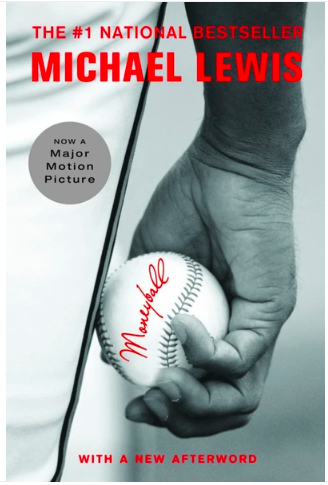 THE #1 NATIONAL BESTSELLER
MICHAEL LEWIS
NOW A
Major
Motion
Picture
Moneyball
WITH A NEW AFTERWORD